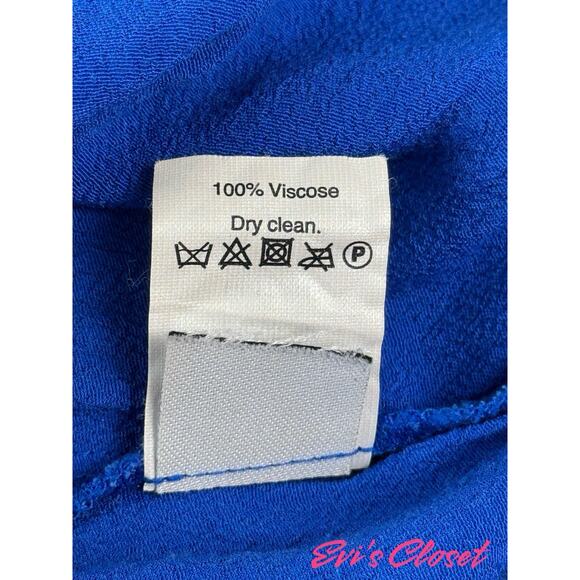 100% Viscose
Dry clean.
P
Evi's Closet